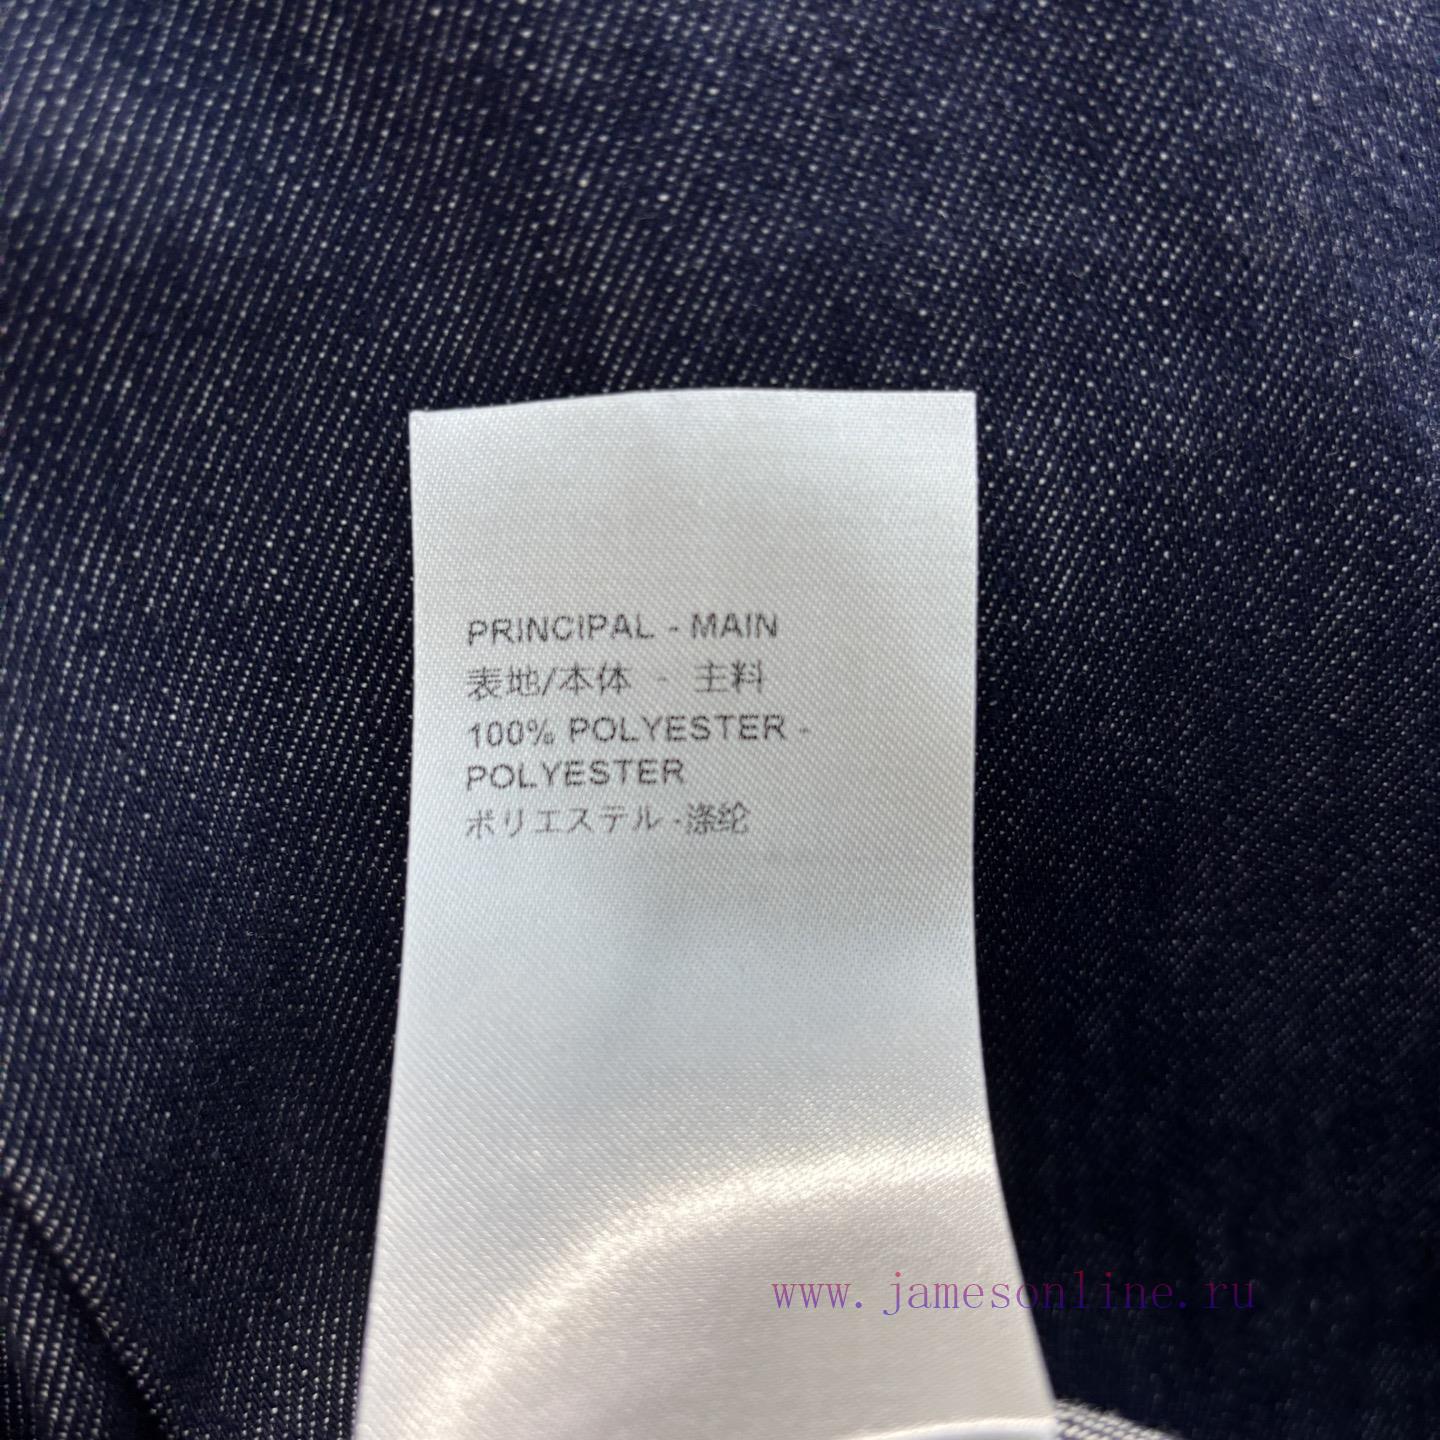 PRINCIPAL - MAIN
表地/本体 - 主料
100% POLYESTER -
POLYESTER
ポリエステル -涤纶
www.jamesonline.ru